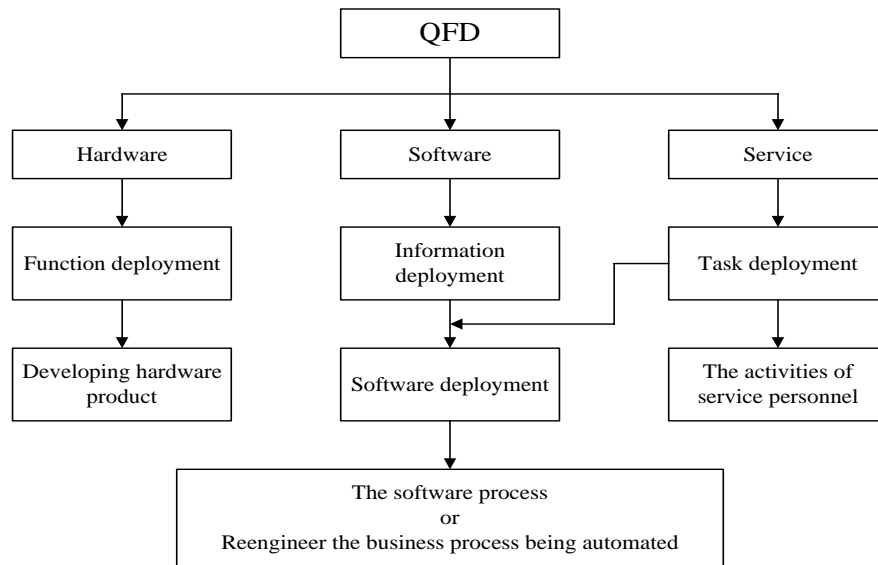 QFD
Hardware
Software
Service
Function deployment
Information
deployment
Task deployment
Developing hardware
product
Software deployment
The activities of
service personnel
The software process
or
Reengineer the business process being automated